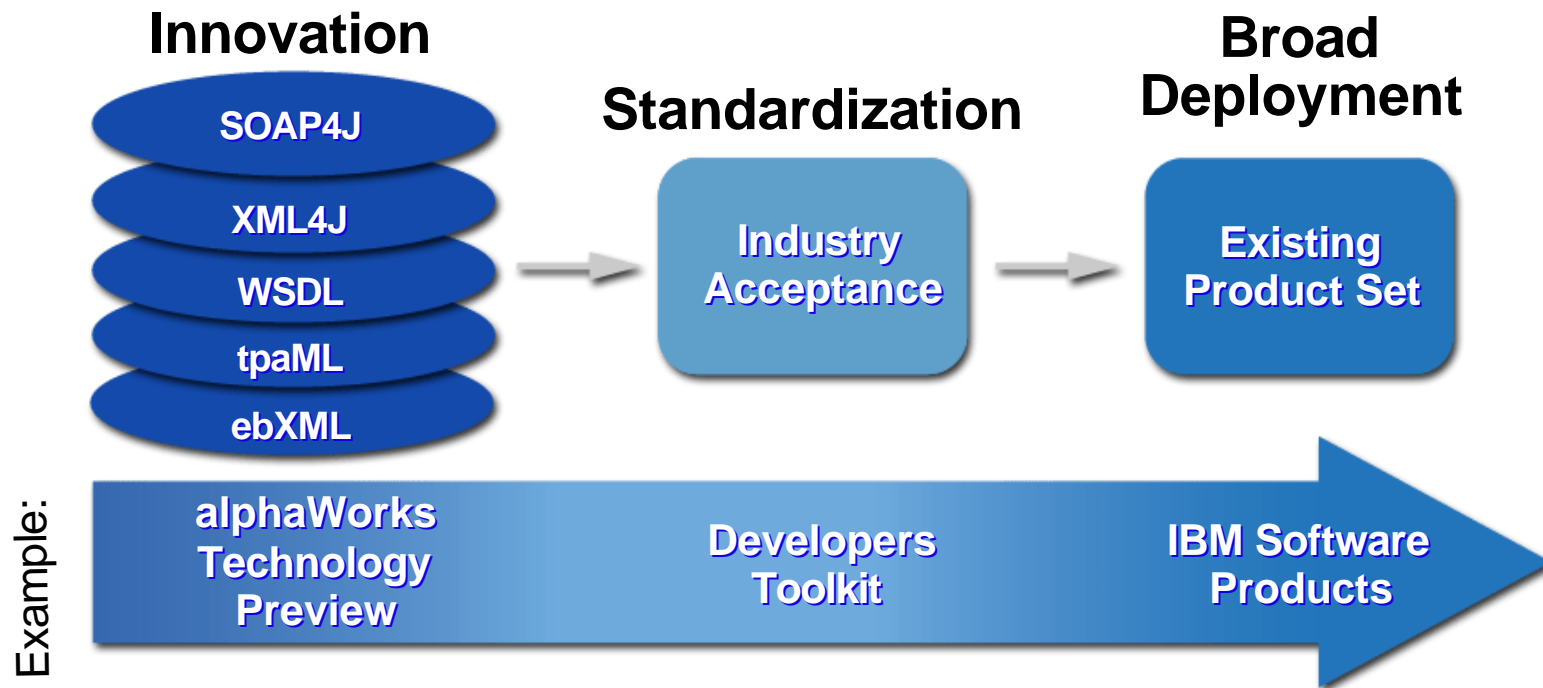 Innovation
SOAP4J
XML4J
WSDL
tpaML
ebXML
Standardization
Industry
Acceptance
Broad
Deployment
Existing
Product Set
Example:
alphaWorks
Technology
Preview
Developers
Toolkit
IBM Software
Products